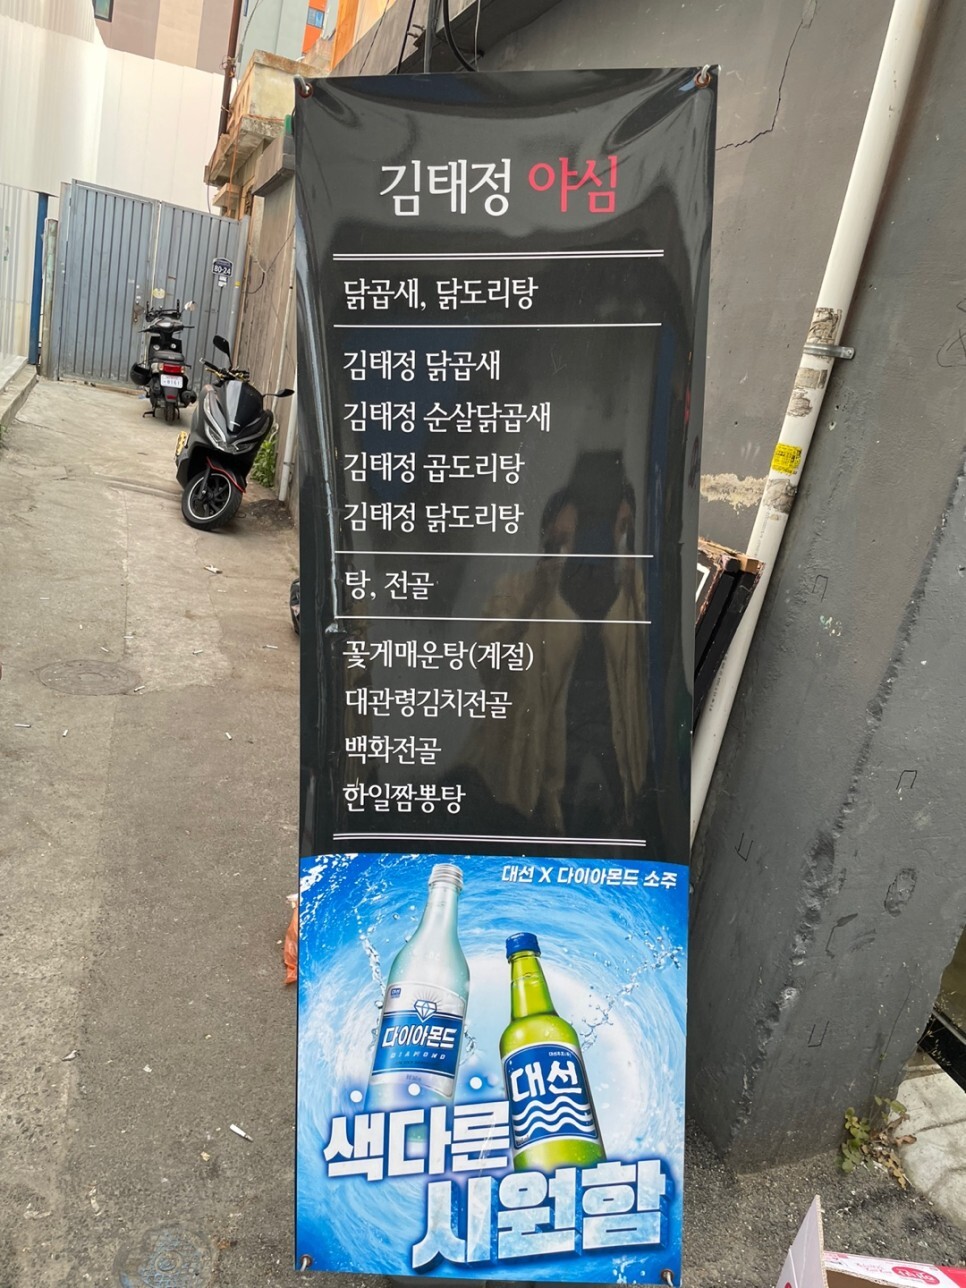 김태정 야심
닭곱새, 닭도리탕
김태정 닭곱새
김태정 순살닭곱새
김태정 곱도리탕
김태정 닭도리탕
탕, 전골
꽃게매운탕(계절)
대관령김치전골
백화전골
한일짬뽕탕
대선 X 다이아몬드 소주
다이아몬드
DIAMOND
대선
색다른
시원함
80-24